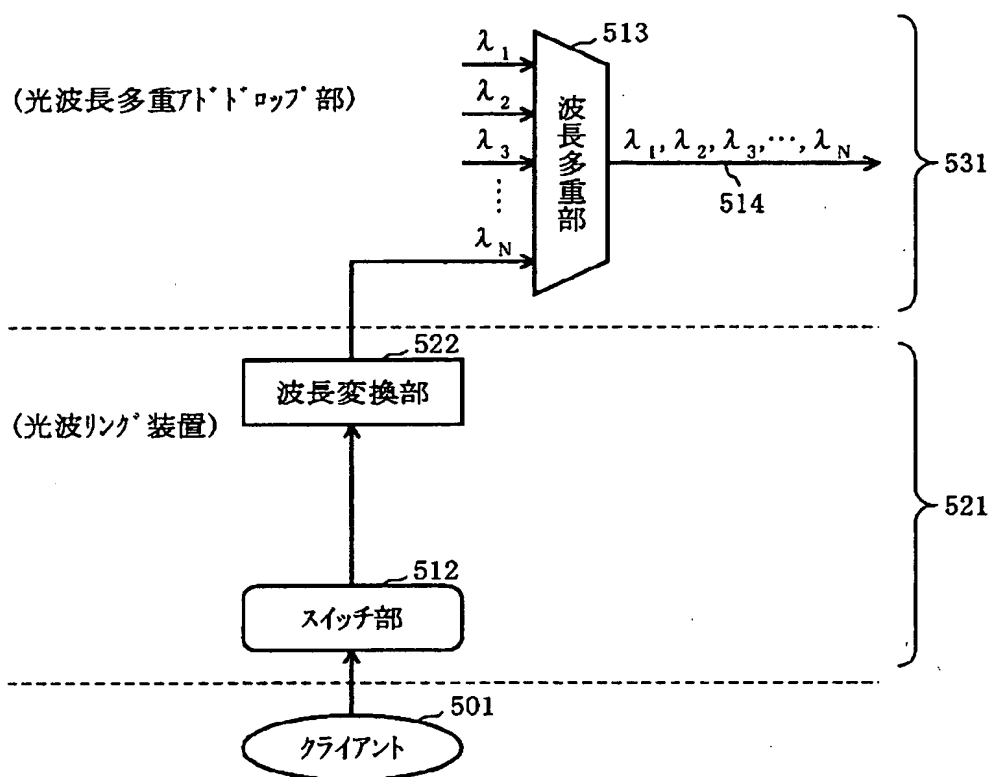 513
λ1
(光波長多重アドドロップ部)
λ2
λ3
⋮
λN
波長多重部
λ1, λ2, λ3, ⋯, λN
514
531
522
波長変換部
(光波リング装置)
521
512
スイッチ部
501
クライアント